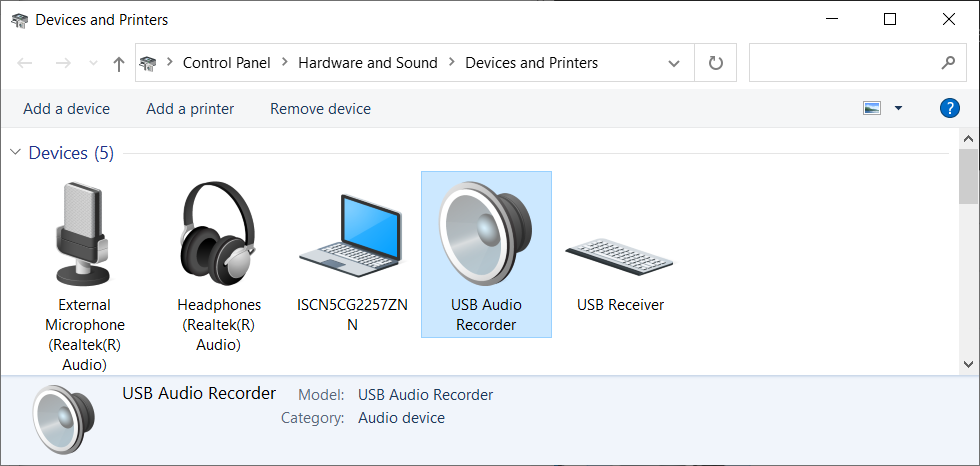 Devices and Printers
Control Panel > Hardware and Sound > Devices and Printers
Add a device Add a printer Remove device ?
Devices (5)
External
Microphone
(Realtek(R)
Audio)
Headphones
(Realtek(R)
Audio)
ISCN5CG2257ZN
N
USB Audio
Recorder
USB Receiver
USB Audio Recorder Model: USB Audio Recorder
Category: Audio device